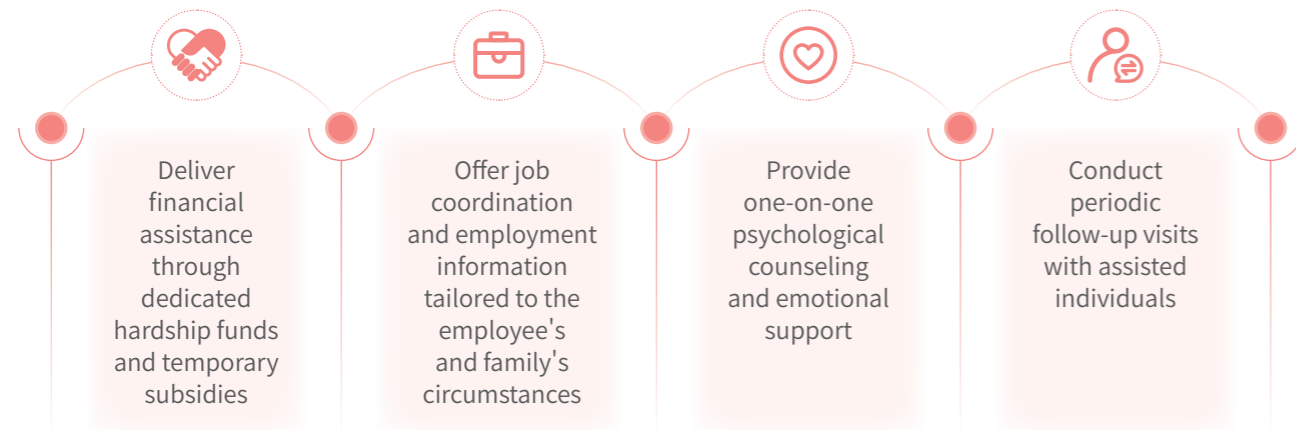 Deliver
financial
assistance
through
dedicated
hardship funds
and temporary
subsidies
Offer job
coordination
and employment
information
tailored to the
employee's
and family's
circumstances
Provide
one-on-one
psychological
counseling
and emotional
support
Conduct
periodic
follow-up visits
with assisted
individuals